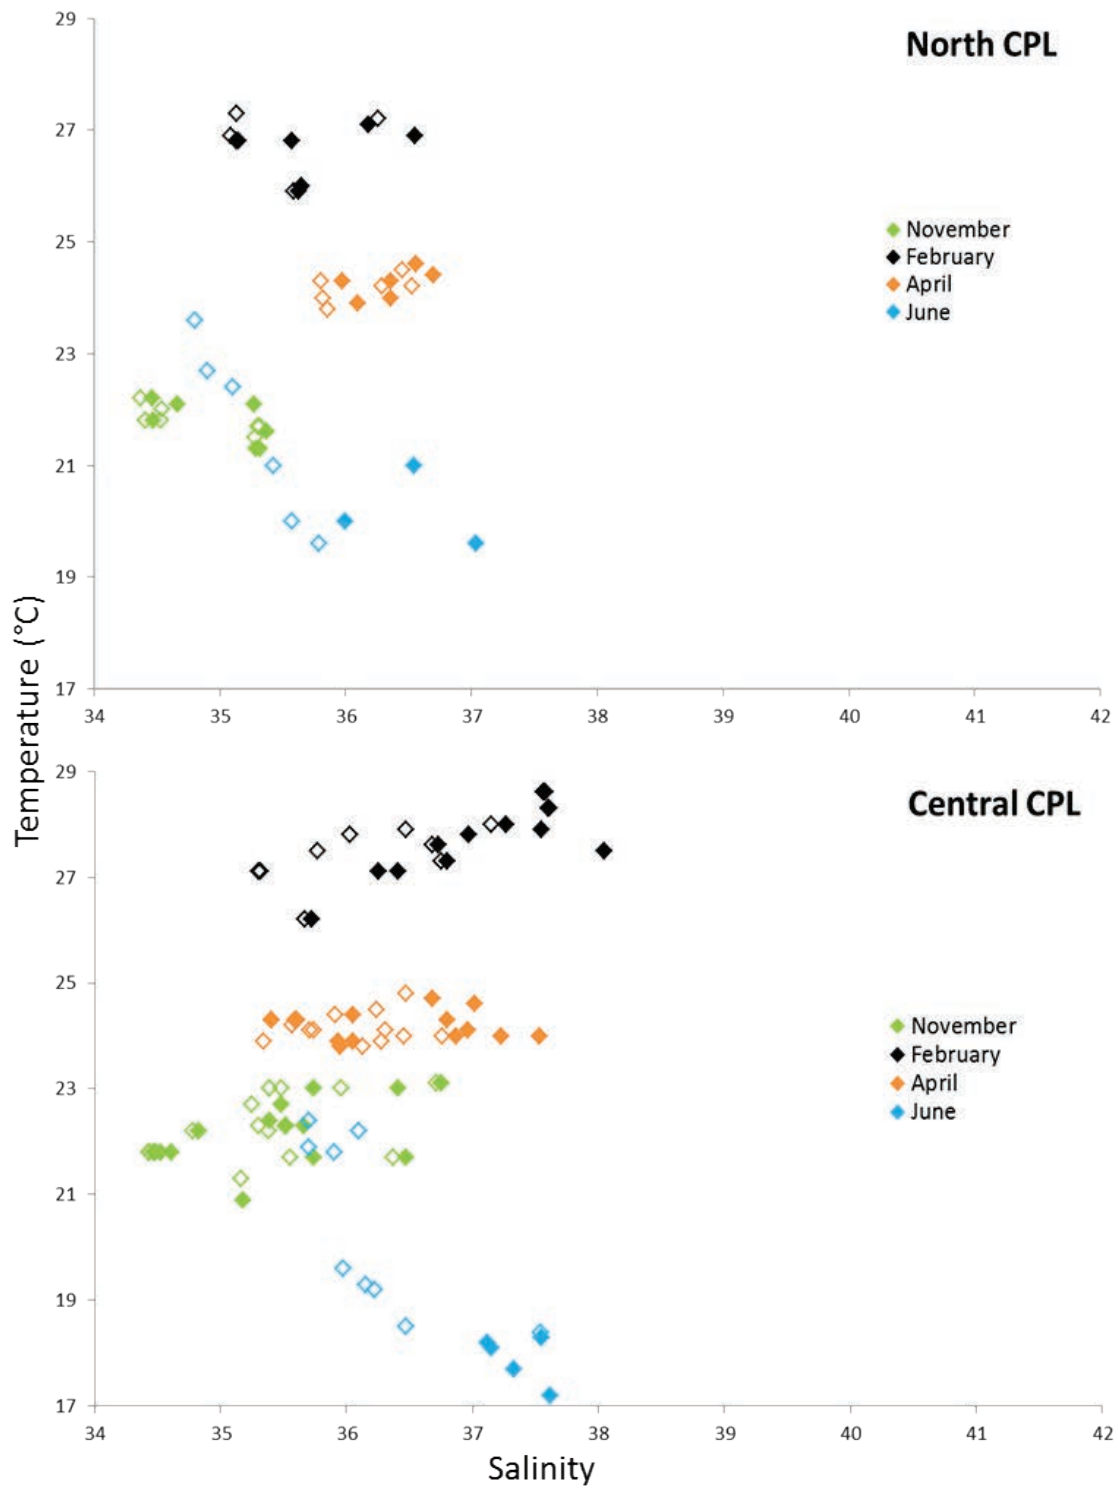 29
North CPL
27
25
November
February
April
June
23
21
19
17
34 35 36 37 38 39 40 41 42
Temperature (°C)
29
Central CPL
27
25
November
February
April
June
23
21
19
17
34 35 36 37 38 39 40 41 42
Salinity